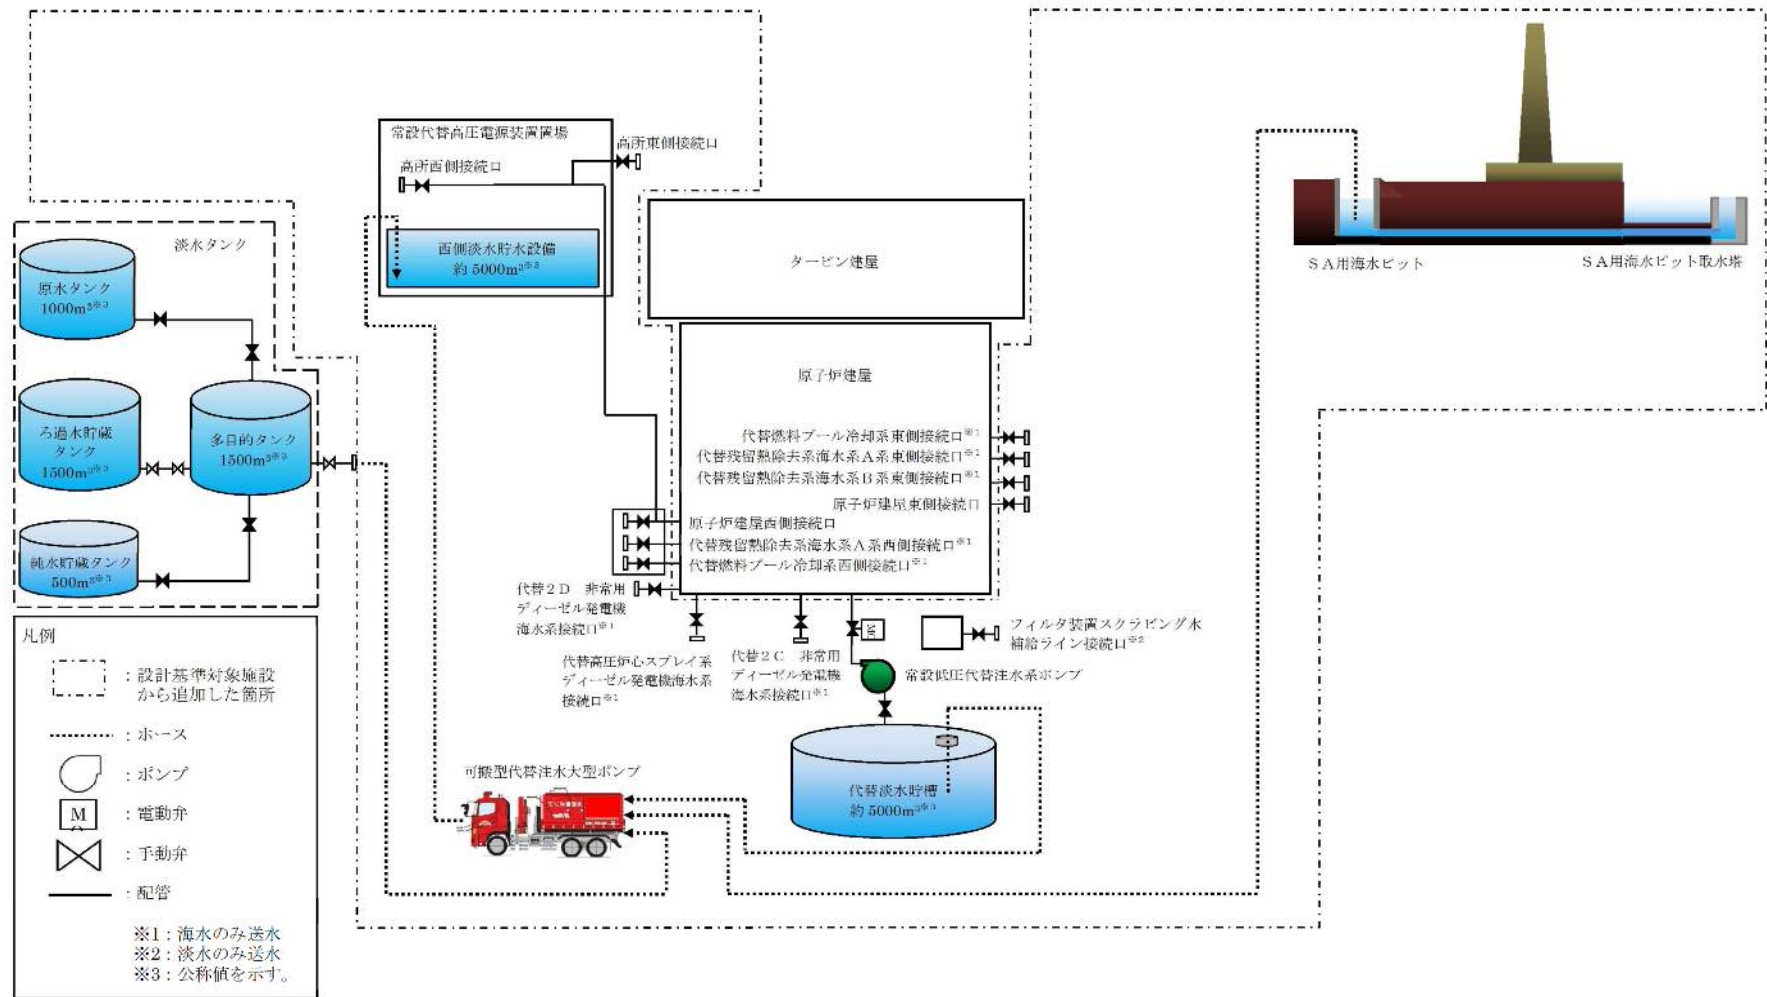 常設代替高圧電源装置置場
高所東側接続口
高所西側接続口
西側淡水貯水設備
約 5000m³※3
淡水タンク
原水タンク
1000m³※3
ろ過水貯蔵
タンク
1500m³※3
多目的タンク
1500m³※3
純水貯蔵タンク
500m³※3
タービン建屋
原子炉建屋
代替燃料プール冷却系東側接続口※1
代替残留熱除去系海水系A系東側接続口※1
代替残留熱除去系海水系B系東側接続口※1
原子炉建屋東側接続口
原子炉建屋西側接続口
代替残留熱除去系海水系A系西側接続口※1
代替燃料プール冷却系西側接続口※1
SA用海水ピット
SA用海水ピット取水塔
代替2D 非常用
ディーゼル発電機
海水系接続口※1
代替高圧炉心スプレイ系
ディーゼル発電機海水系
接続口※1
代替2C 非常用
ディーゼル発電機
海水系接続口※1
M
フィルタ装置スクラビング水
補給ライン接続口※2
常設低圧代替注水系ポンプ
代替淡水貯槽
約 5000m³※3
可搬型代替注水大型ポンプ
凡例
：設計基準対象施設
から追加した箇所
：ホース
：ポンプ
M
：電動弁
：手動弁
：配管
※1：海水のみ送水
※2：淡水のみ送水
※3：公称値を示す。